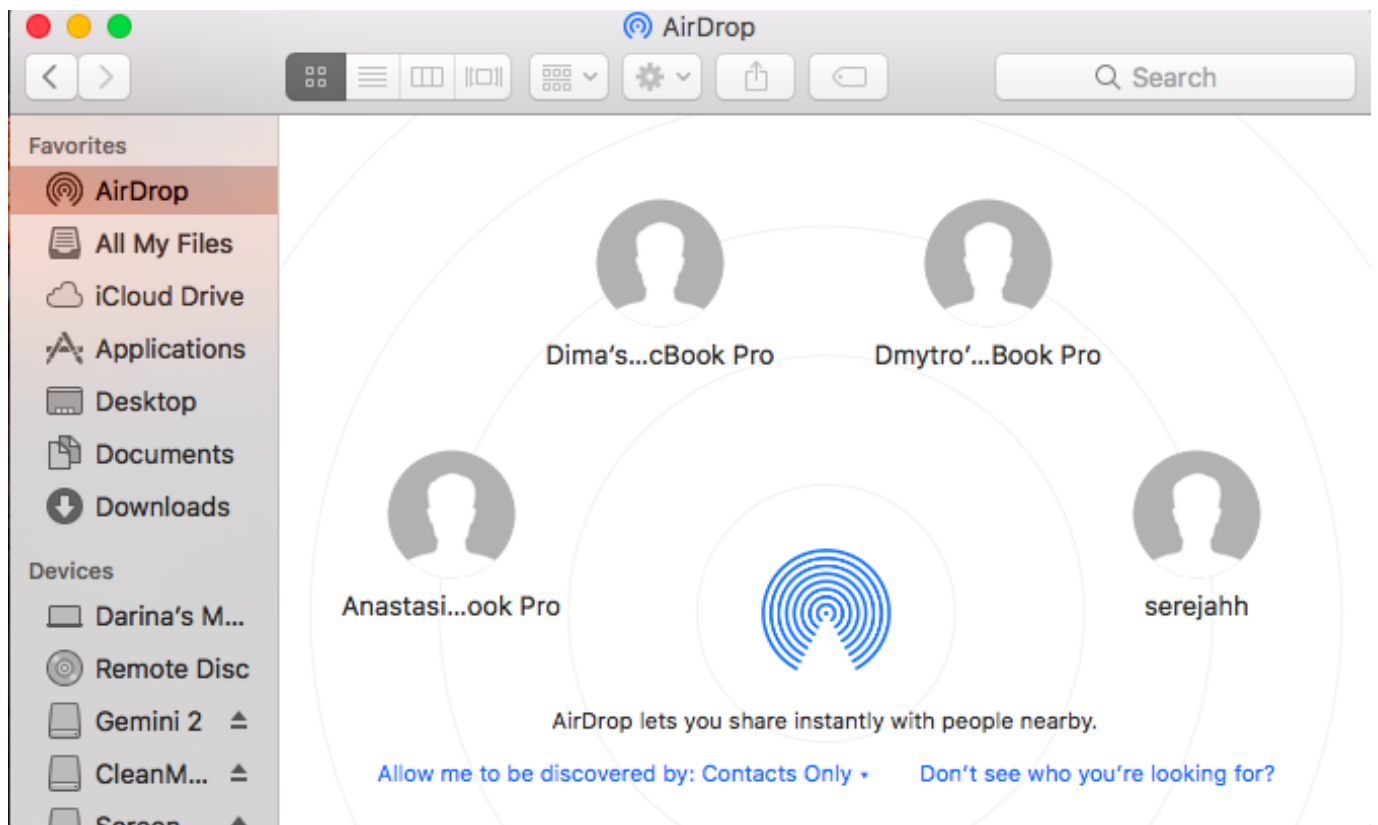 AirDrop
Search
Favorites
AirDrop
All My Files
iCloud Drive
Applications
Desktop
Documents
Downloads
Devices
Darina's M...
Remote Disc
Gemini 2
CleanM...
Dima's...cBook Pro
Dmytro'...Book Pro
Anastasi...ook Pro
serejahh
AirDrop lets you share instantly with people nearby.
Allow me to be discovered by: Contacts Only
Don't see who you're looking for?